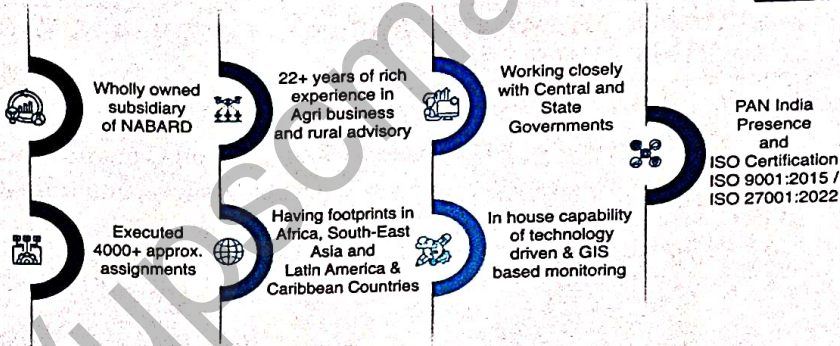 Wholly owned
subsidiary
of NABARD
22+ years of rich
experience in
Agri business
and rural advisory
Working closely
with Central and
State
Governments
PAN India
Presence
and
ISO Certification
ISO 9001:2015 /
ISO 27001:2022
Executed
4000+ approx.
assignments
Having footprints in
Africa, South-East
Asia and
Latin America &
Caribbean Countries
In house capability
of technology
driven & GIS
based monitoring
/upscma